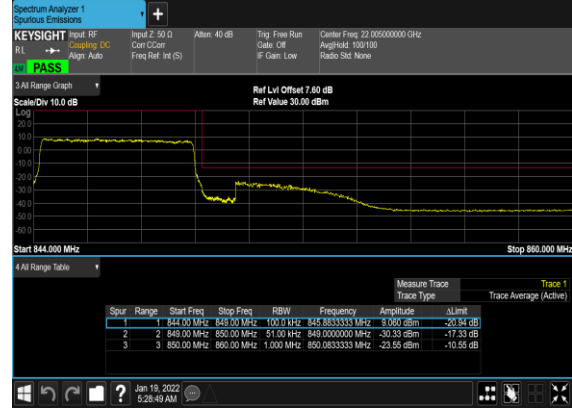 Spectrum Analyzer 1
Spurious Emissions
+
KEYSIGHT Input: RF Input Z: 50 Ω Atten: 40 dB Trig: Free Run Center Freq: 22.005000000 GHz
RL Coupling: DC Corr CCorr Gate: Off Avg|Hold: 100/100
Align: Auto Freq Ref: Int (S) IF Gain: Low Radio Std: None
LXI PASS
3 All Range Graph
Ref Lvl Offset 7.60 dB
Scale/Div 10.0 dB Ref Value 30.00 dBm
Log
20.0
10.0
0.00
-10.0
-20.0
-30.0
-40.0
-50.0
-60.0
Start 844.000 MHz Stop 860.000 MHz
4 All Range Table
Measure Trace Trace 1
Trace Type Trace Average (Active)
Spur Range Start Freq Stop Freq RBW Frequency Amplitude ΔLimit
1 1 844.00 MHz 849.00 MHz 100.0 kHz 845.8833333 MHz 9.060 dBm -20.94 dB
2 2 849.00 MHz 850.00 MHz 51.00 kHz 849.0000000 MHz -30.33 dBm -17.33 dB
3 3 850.00 MHz 860.00 MHz 1.000 MHz 850.0833333 MHz -23.55 dBm -10.55 dB
? Jan 19, 2022
5:28:49 AM